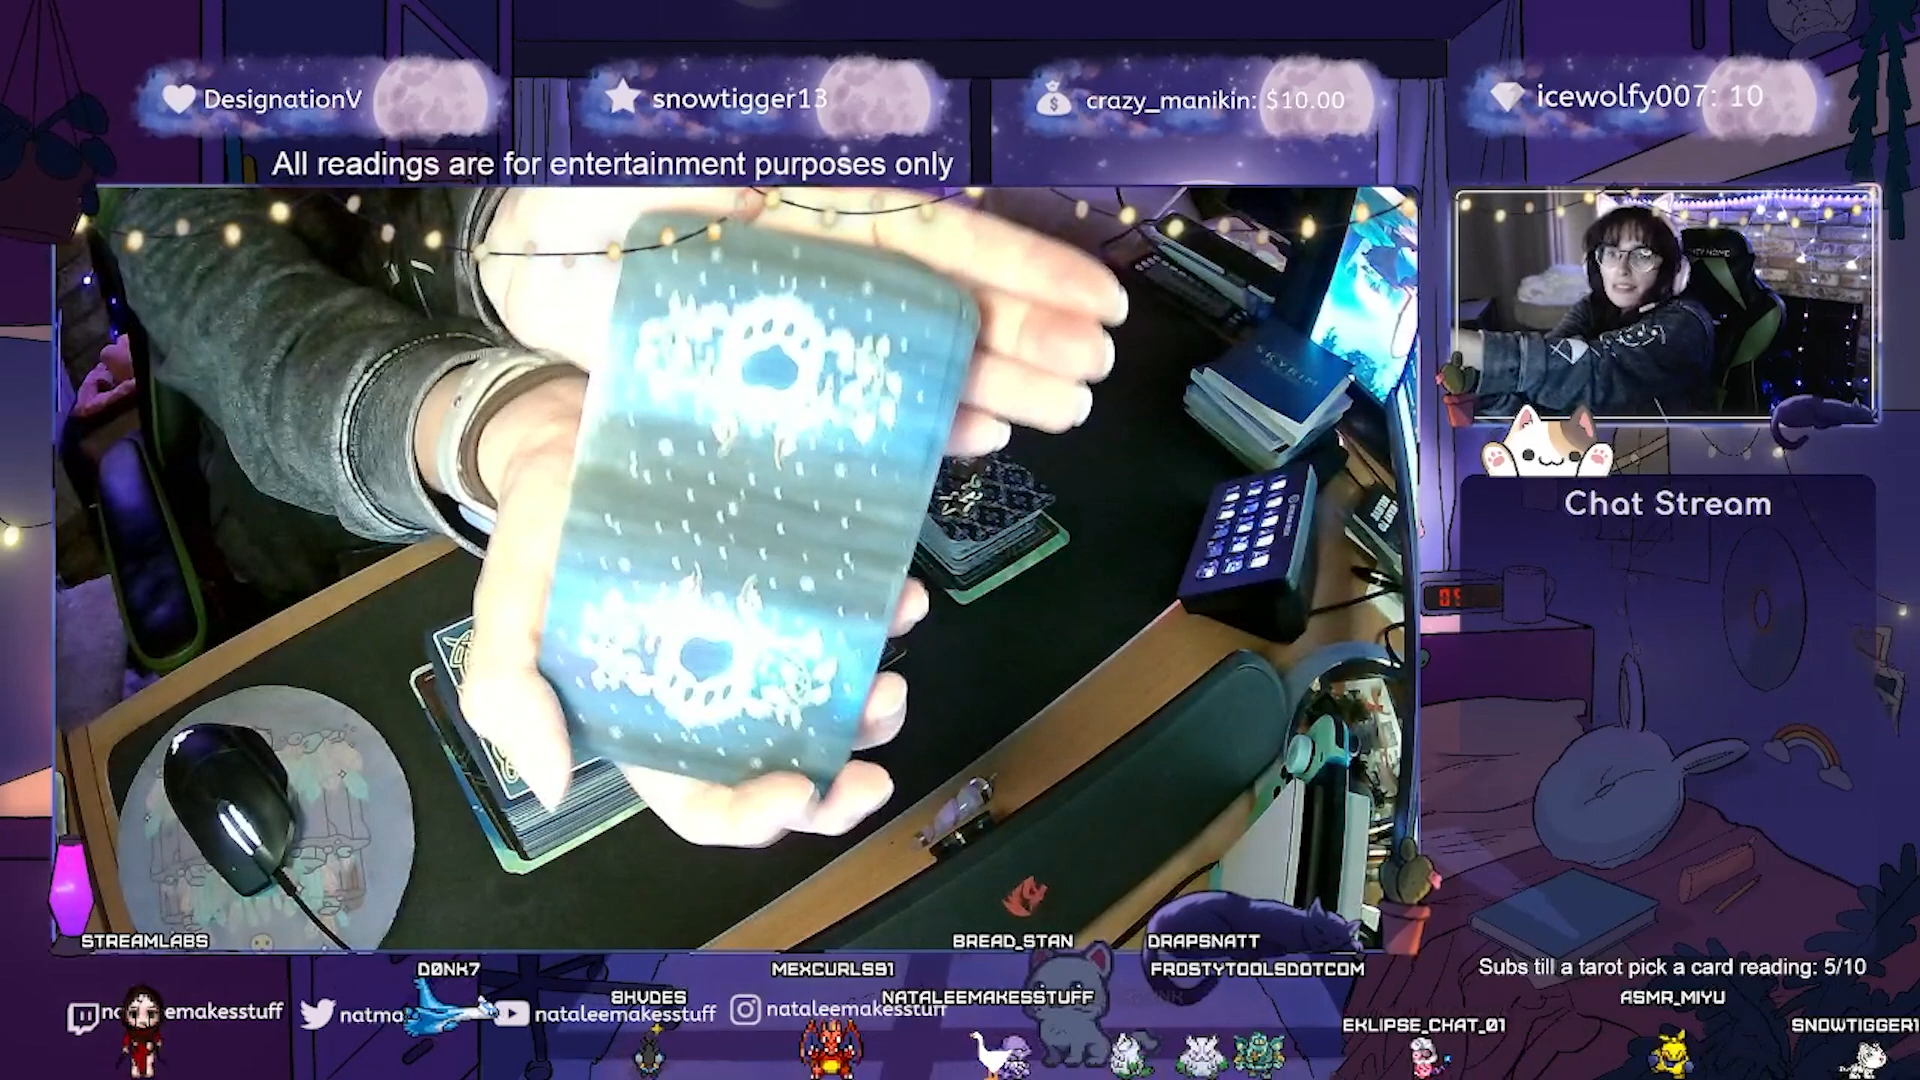 DesignationV
snowtigger13
crazy_manikin: $10.00
icewolfy007: 10
All readings are for entertainment purposes only
SKYRIM
Chat Stream
STREAMLABS
BREAD_STAN
DRAPSNATT
D0NK7
MEXCURLS91
FROSTYTOOLSDOTCOM
Subs till a tarot pick a card reading: 5/10
8HVDES
NATALEEMAKESSTUFF
ASMR_MIYU
emakesstuff
natma
nataleemakesstuff
nataleemakesstuff
EKLIPSE_CHAT_01
SNOWTIGGER1